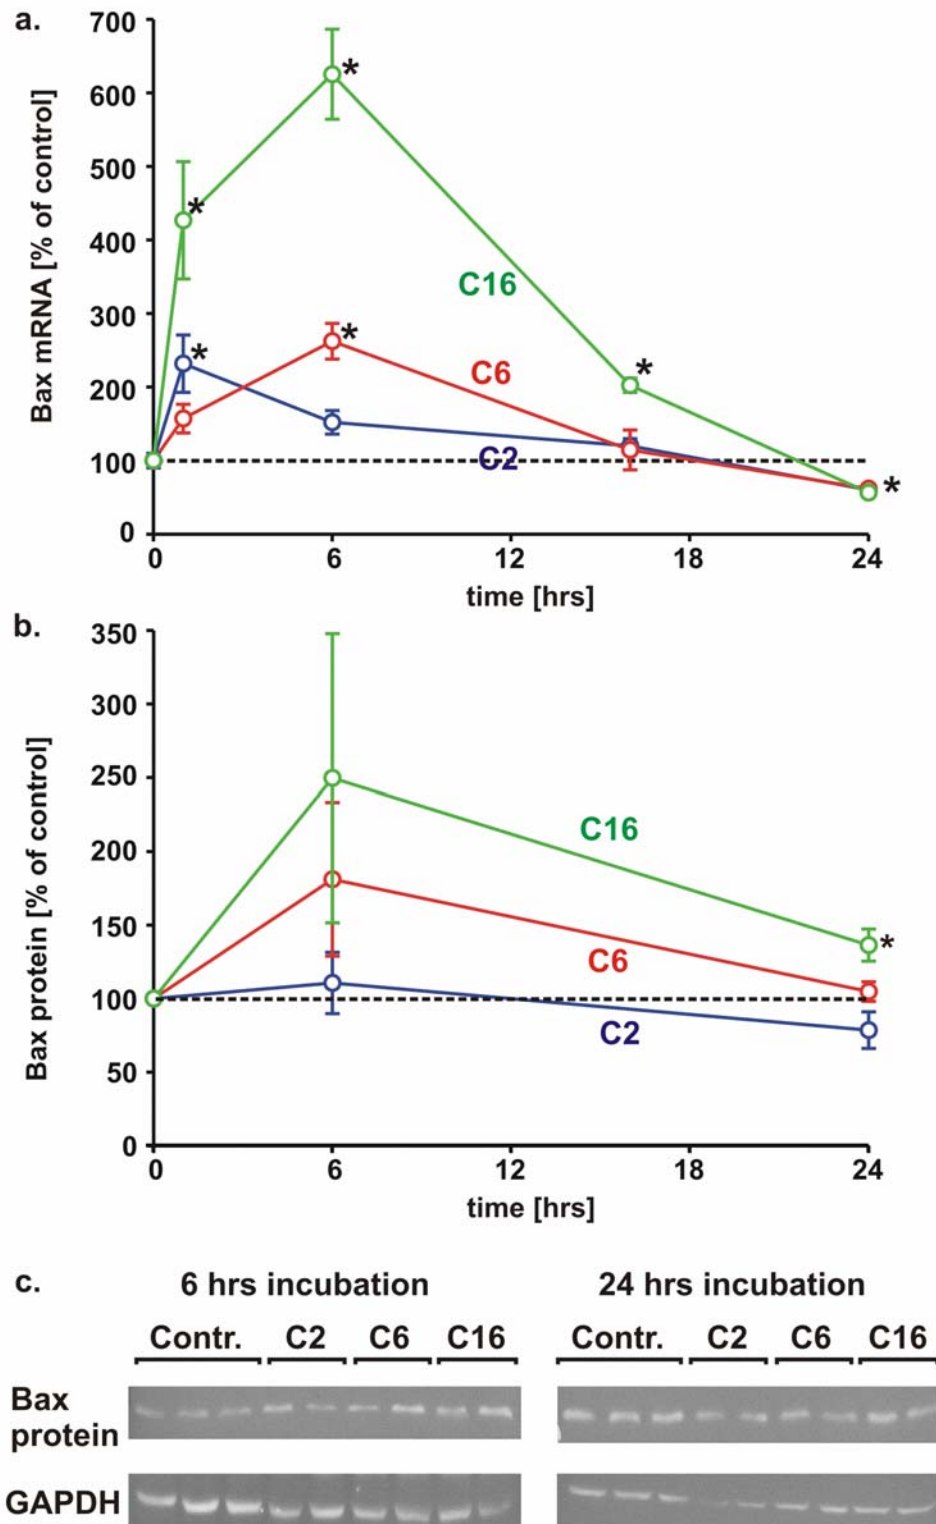 a.
Bax mRNA [% of control]
700
600
500
400
300
200
100
0
*
*
*
*
*
*
C16
C6
C2
0 6 12 18 24
time [hrs]
b.
Bax protein [% of control]
350
300
250
200
150
100
50
0
*
C16
C6
C2
0 6 12 18 24
time [hrs]
c.
6 hrs incubation 24 hrs incubation
Contr. C2 C6 C16 Contr. C2 C6 C16
Bax
protein
GAPDH